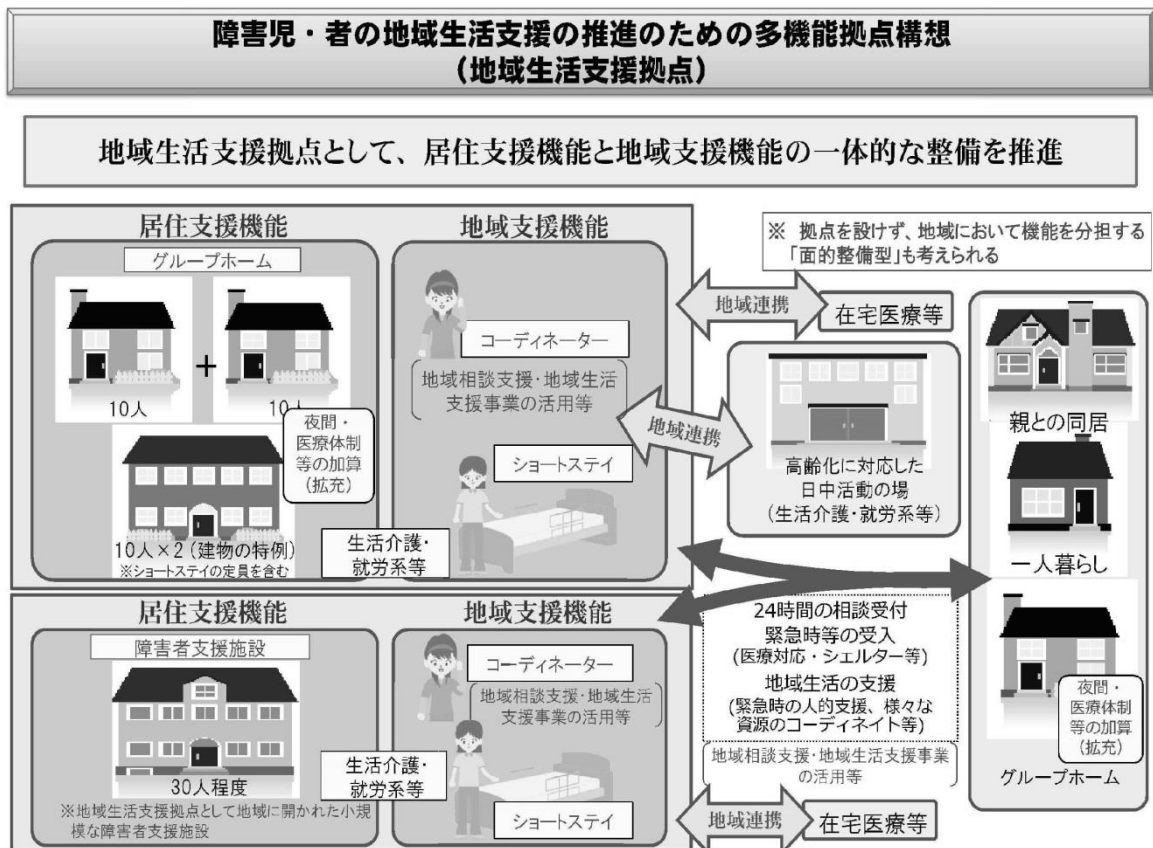 障害児・者の地域生活支援の推進のための多機能拠点構想
（地域生活支援拠点）
地域生活支援拠点として、居住支援機能と地域支援機能の一体的な整備を推進
居住支援機能
グループホーム
＋
10人
10人
夜間・
医療体制
等の加算
（拡充）
10人×2（建物の特例）
※ショートステイの定員を含む
地域支援機能
コーディネーター
地域相談支援・地域生活
支援事業の活用等
ショートステイ
生活介護・
就労系等
居住支援機能
障害者支援施設
30人程度
※地域生活支援拠点として地域に開かれた小規
模な障害者支援施設
地域支援機能
コーディネーター
地域相談支援・地域生活
支援事業の活用等
生活介護・
就労系等
ショートステイ
※ 拠点を設けず、地域において機能を分担する
「面的整備型」も考えられる
地域連携
在宅医療等
地域連携
高齢化に対応した
日中活動の場
（生活介護・就労系等）
24時間の相談受付
緊急時等の受入
（医療対応・シェルター等）
地域生活の支援
（緊急時の人的支援、様々な
資源のコーディネイト等）
地域相談支援・地域生活支援事業
の活用等
地域連携
在宅医療等
親との同居
一人暮らし
夜間・
医療体制
等の加算
（拡充）
グループホーム